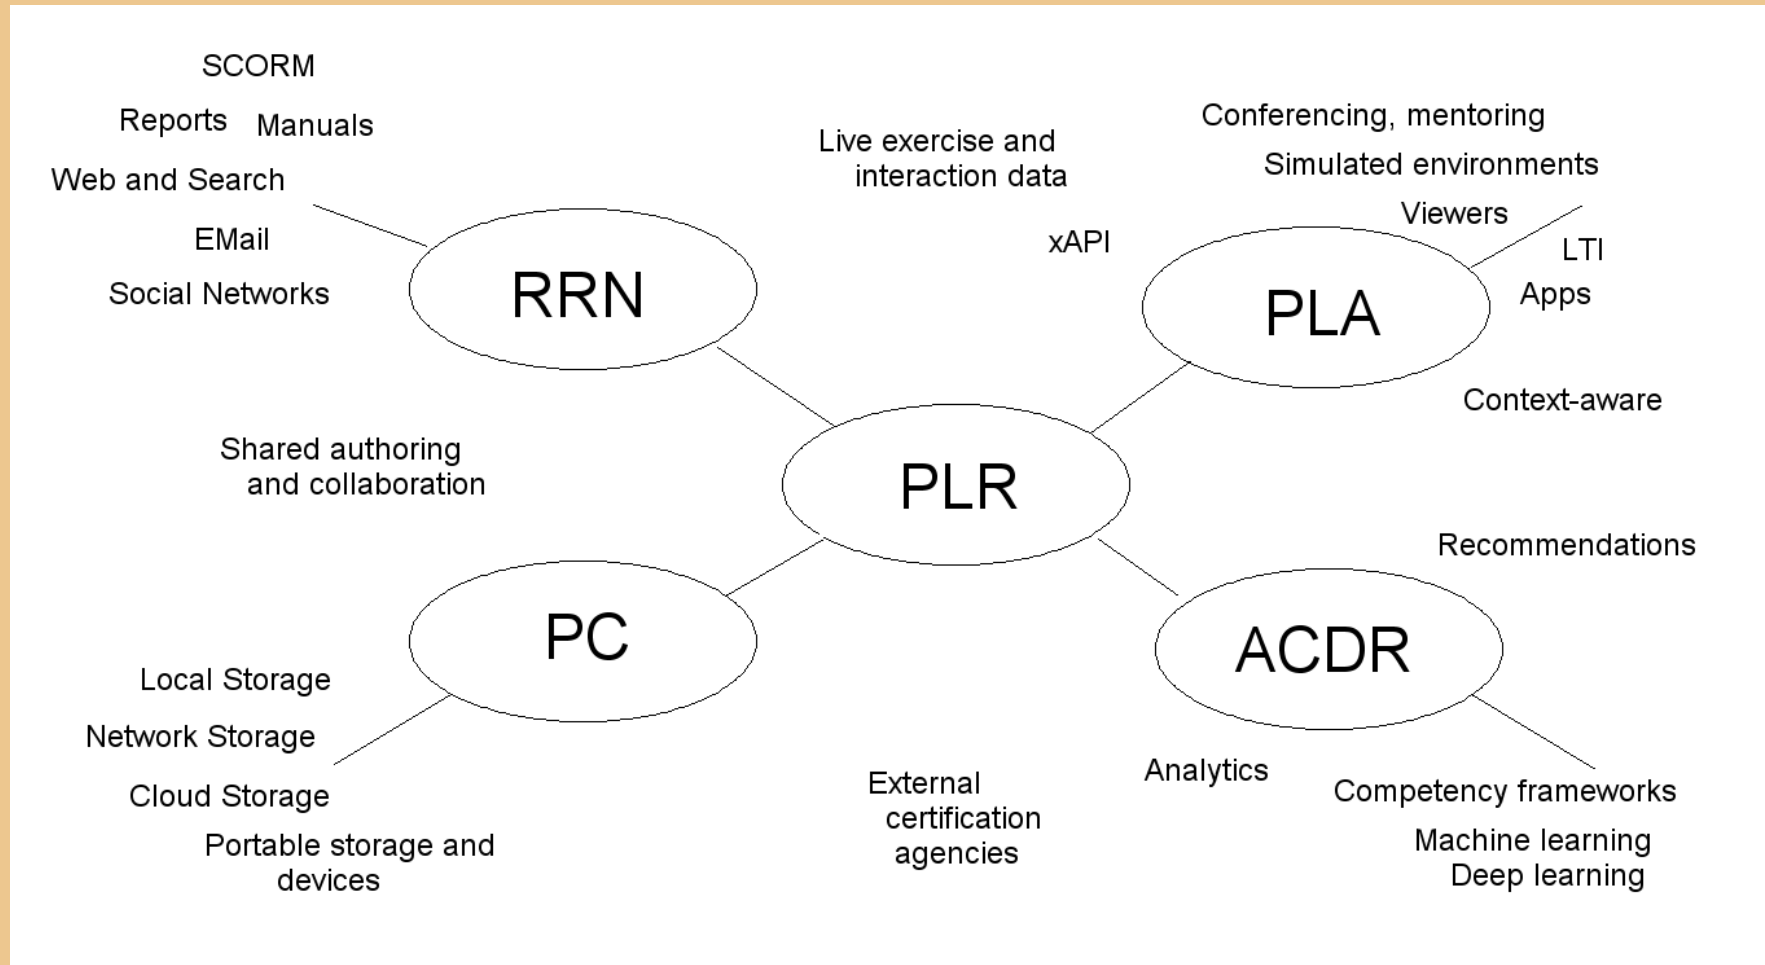 SCORM
Reports
Manuals
Web and Search
EMail
Social Networks
RRN
Live exercise and
interaction data
xAPI
Conferencing, mentoring
Simulated environments
Viewers
LTI
Apps
PLA
Context-aware
Shared authoring
and collaboration
PLR
Recommendations
PC
Local Storage
Network Storage
Cloud Storage
Portable storage and
devices
ACDR
External
certification
agencies
Analytics
Competency frameworks
Machine learning
Deep learning